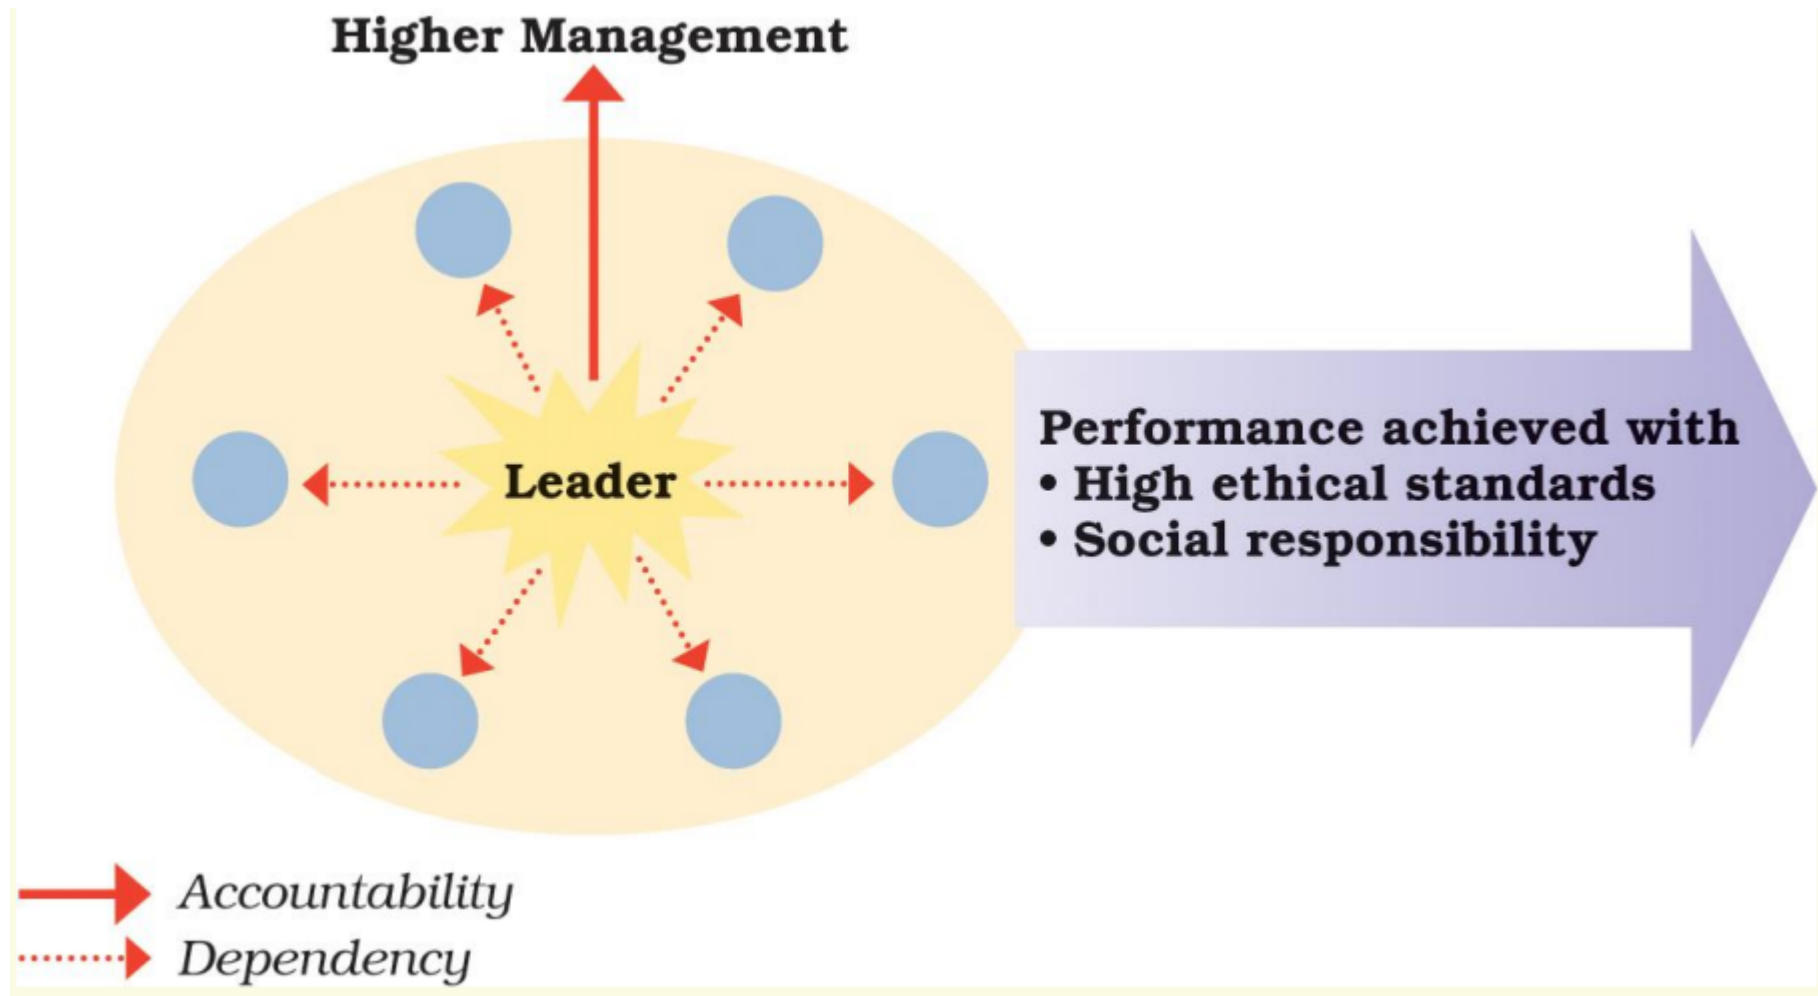 Higher Management
Leader
Performance achieved with
• High ethical standards
• Social responsibility
Accountability
Dependency